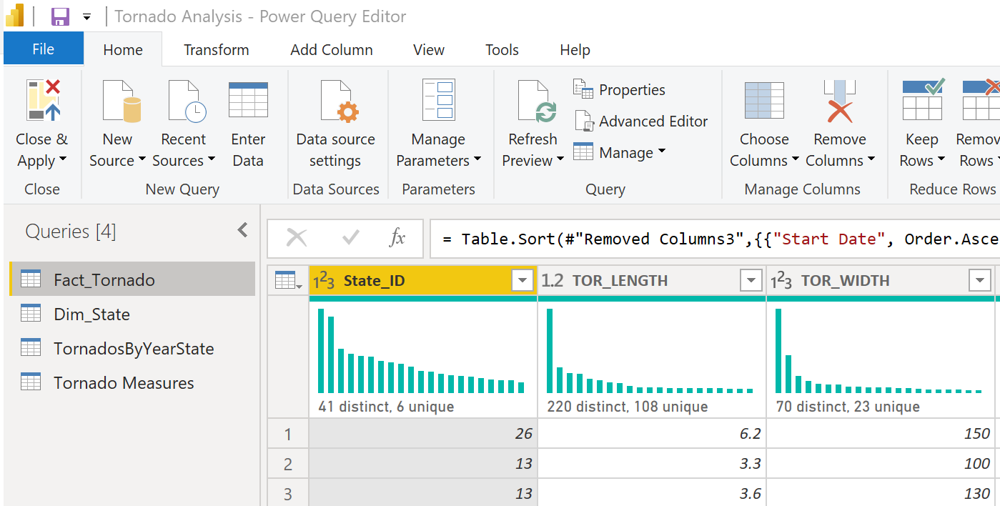 Tornado Analysis - Power Query Editor
File Home Transform Add Column View Tools Help
Close & Apply
New Source
Recent Sources
Enter Data
Data source settings
Manage Parameters
Refresh Preview
Properties
Advanced Editor
Manage
Choose Columns
Remove Columns
Keep Rows
Remov Rows
Close New Query Data Sources Parameters Query Manage Columns Reduce Rows
Queries [4]
fx = Table.Sort(#"Removed Columns3",{{"Start Date", Order.Asce
Fact_Tornado
Dim_State
TornadosByYearState
Tornado Measures
123 State_ID 1.2 TOR_LENGTH 123 TOR_WIDTH
41 distinct, 6 unique 220 distinct, 108 unique 70 distinct, 23 unique
1 26 6.2 150
2 13 3.3 100
3 13 3.6 130